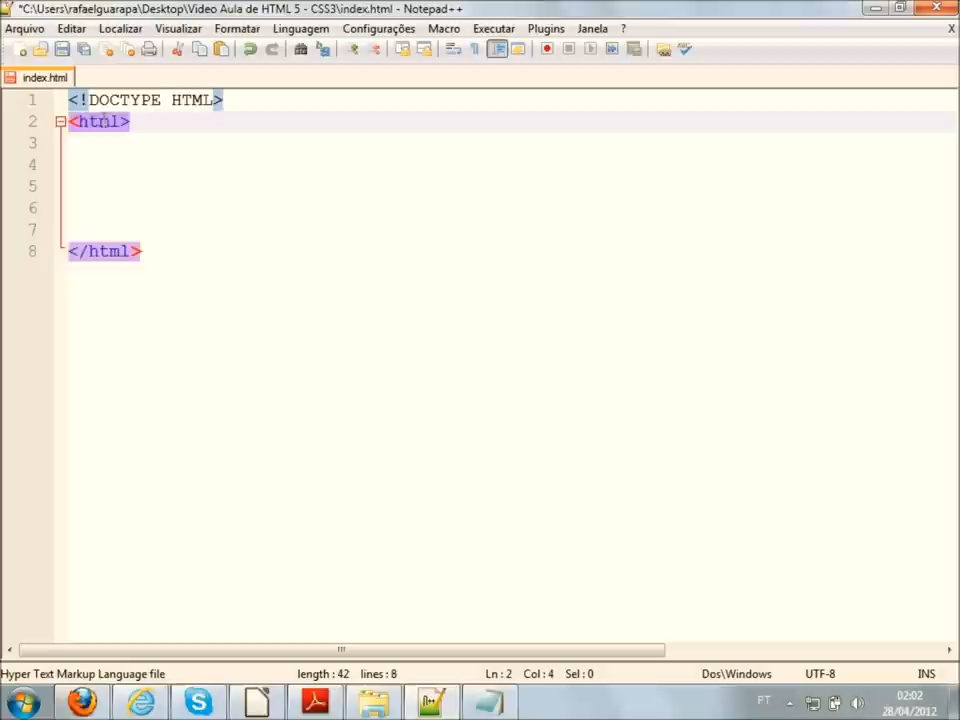 *C:\Users\rafaelguarapa\Desktop\Video Aula de HTML 5 - CSS3\index.html - Notepad++
Arquivo Editar Localizar Visualizar Formatar Linguagem Configurações Macro Executar Plugins Janela ? X
index.html
1 <!DOCTYPE HTML>
2 <html>
3
4
5
6
7
8 </html>
Hyper Text Markup Language file length : 42 lines : 8 Ln : 2 Col : 4 Sel : 0 Dos\Windows UTF-8 INS
PT 02:02
28/04/2012